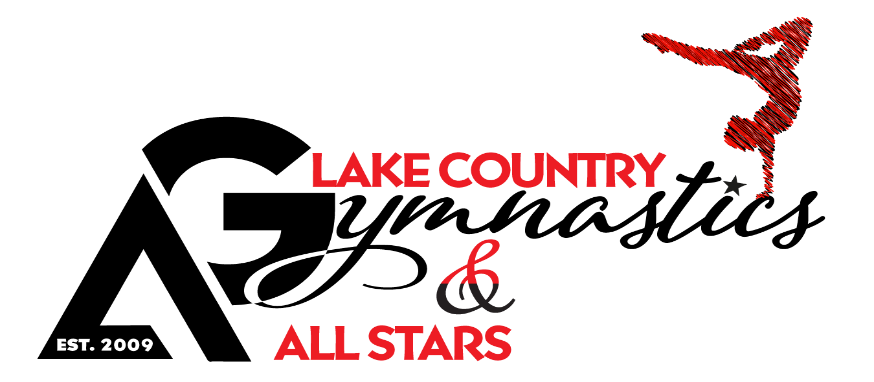 LAKE COUNTRY
Gymnastics
&
ALL STARS
EST. 2009